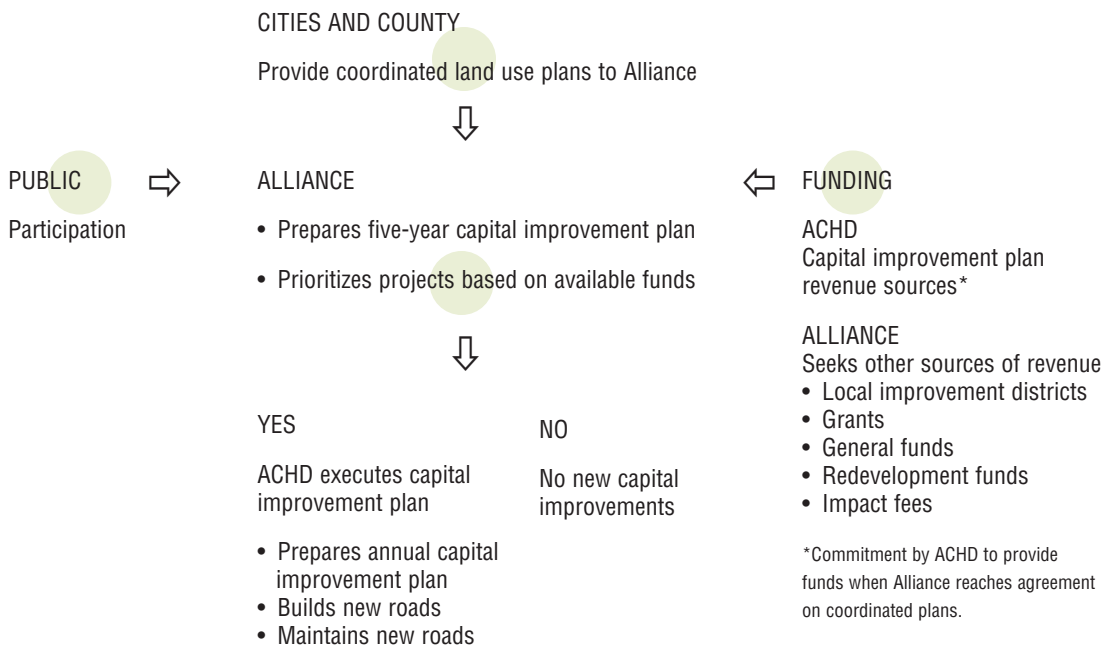 CITIES AND COUNTY
Provide coordinated land use plans to Alliance
PUBLIC
Participation
ALLIANCE
• Prepares five-year capital improvement plan
• Prioritizes projects based on available funds
FUNDING
ACHD
Capital improvement plan
revenue sources*
ALLIANCE
Seeks other sources of revenue
• Local improvement districts
• Grants
• General funds
• Redevelopment funds
• Impact fees
*Commitment by ACHD to provide
funds when Alliance reaches agreement
on coordinated plans.
YES
ACHD executes capital
improvement plan
• Prepares annual capital
improvement plan
• Builds new roads
• Maintains new roads
NO
No new capital
improvements